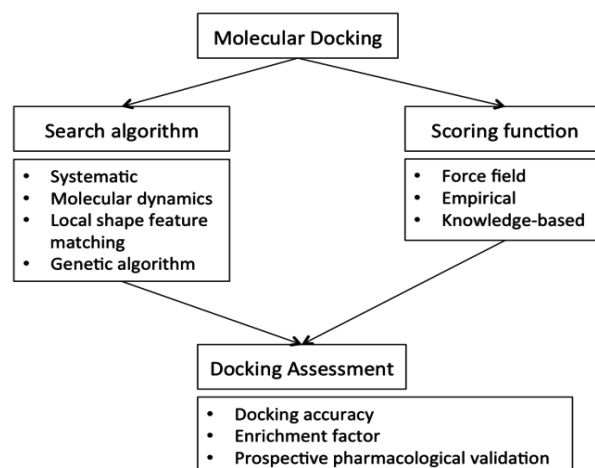 Molecular Docking
Search algorithm
• Systematic
• Molecular dynamics
• Local shape feature
matching
• Genetic algorithm
Scoring function
• Force field
• Empirical
• Knowledge-based
Docking Assessment
• Docking accuracy
• Enrichment factor
• Prospective pharmacological validation